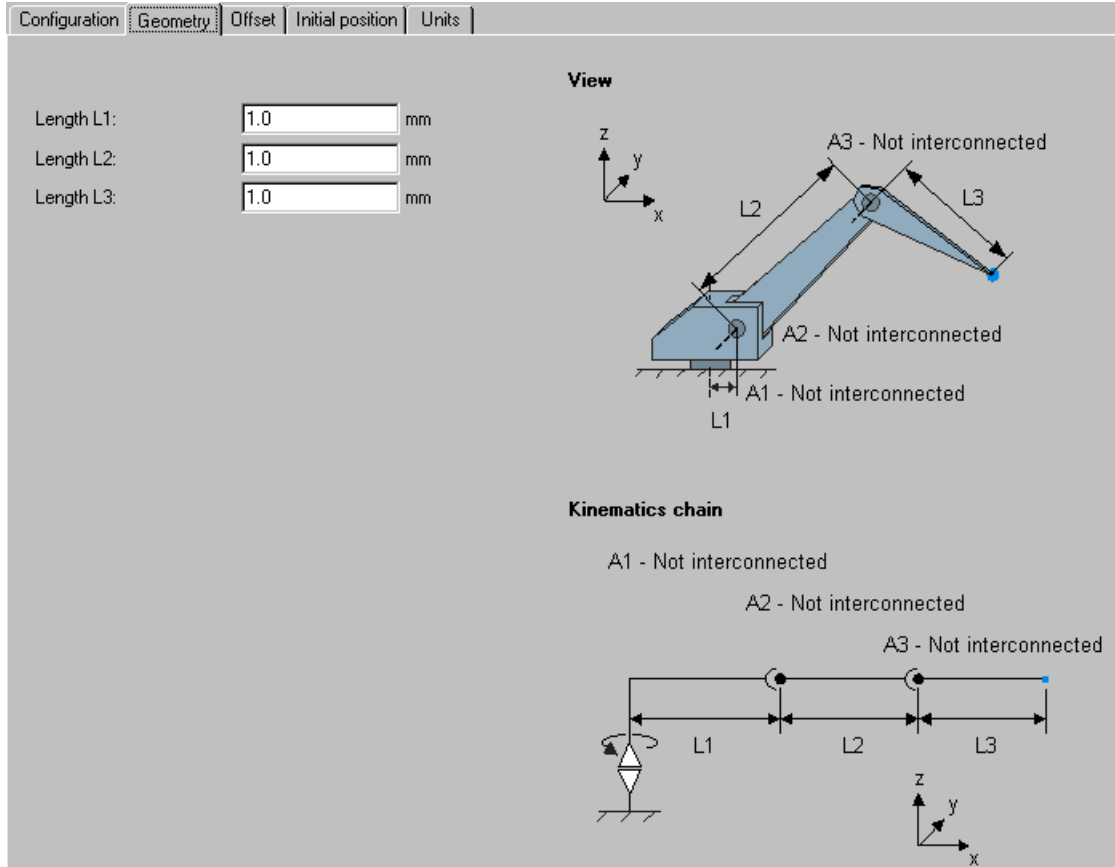 Configuration Geometry Offset Initial position Units
View
Length L1: 1.0 mm
Length L2: 1.0 mm
Length L3: 1.0 mm
z
y
x
A3 - Not interconnected
L2
L3
A2 - Not interconnected
A1 - Not interconnected
L1
Kinematics chain
A1 - Not interconnected
A2 - Not interconnected
A3 - Not interconnected
L1 L2 L3
z
y
x